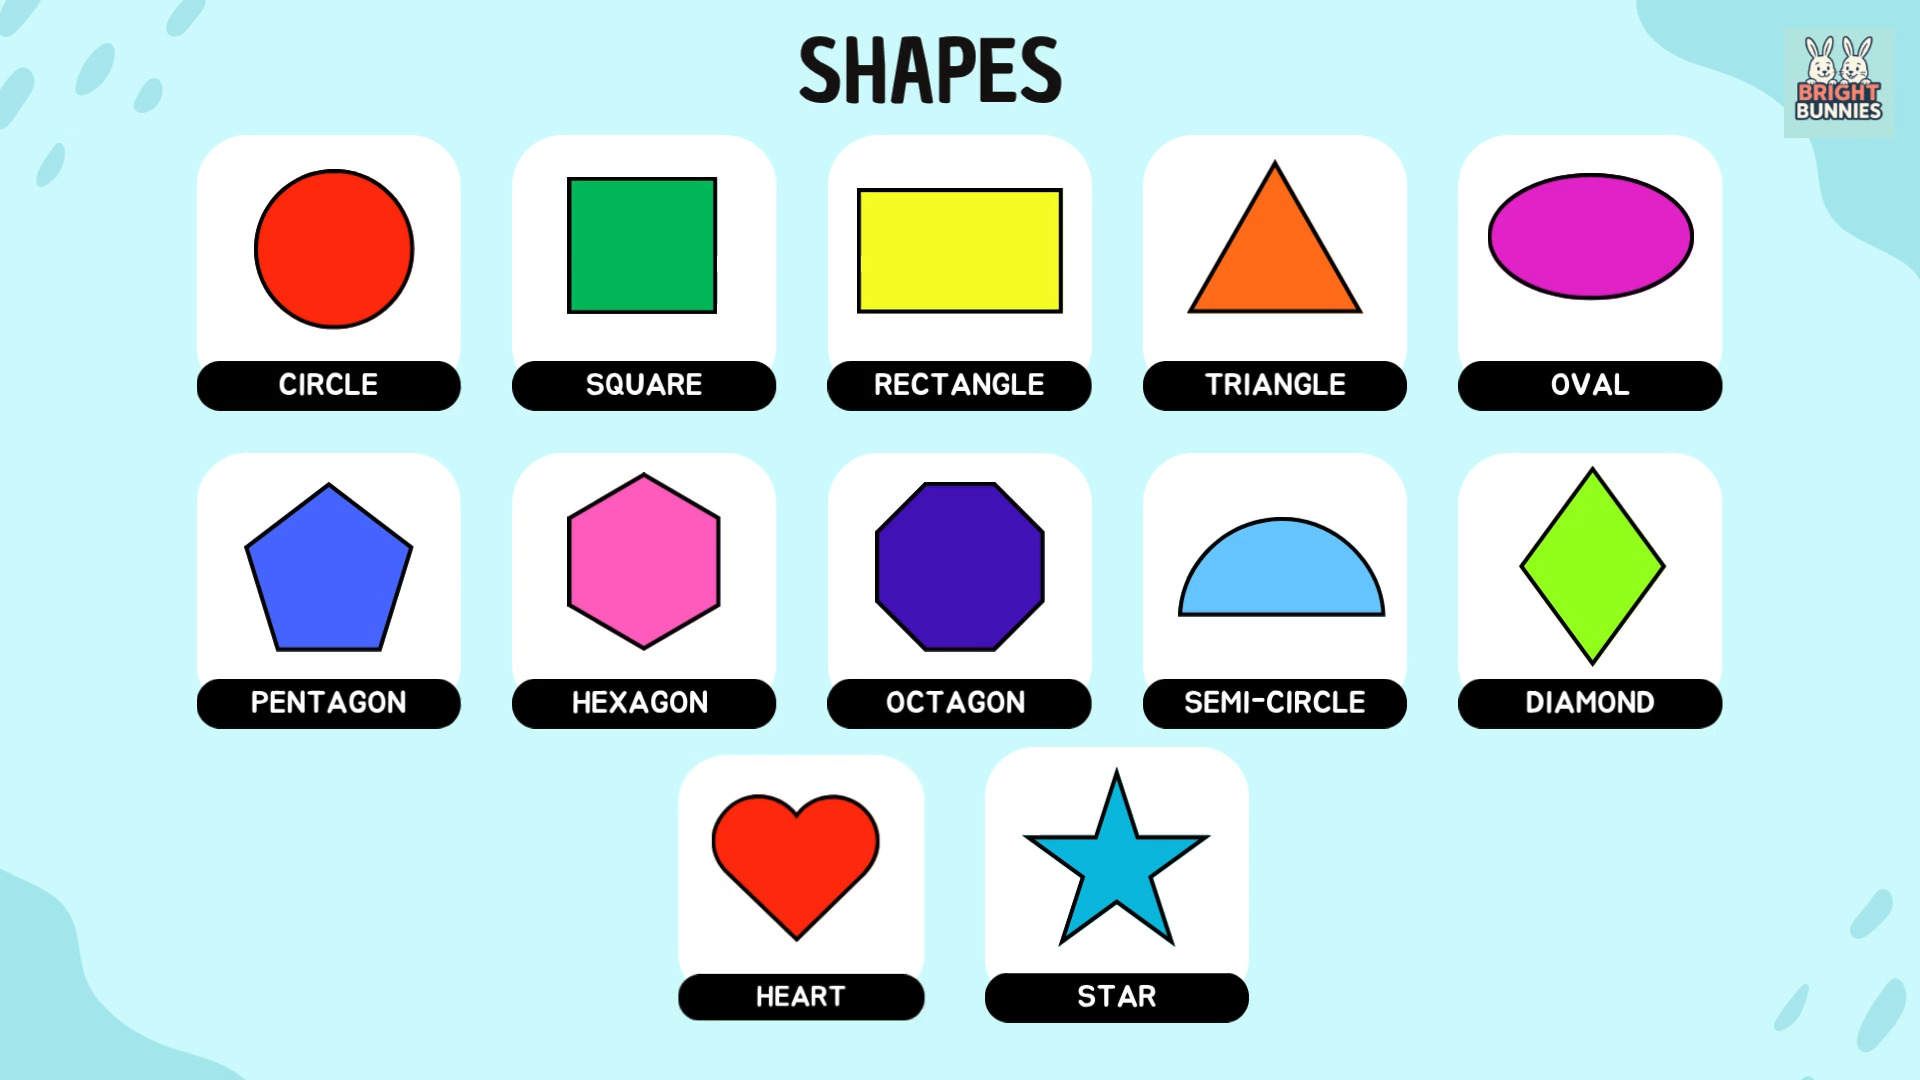 SHAPES
BRIGHT
BUNNIES
CIRCLE
SQUARE
RECTANGLE
TRIANGLE
OVAL
PENTAGON
HEXAGON
OCTAGON
SEMI-CIRCLE
DIAMOND
HEART
STAR